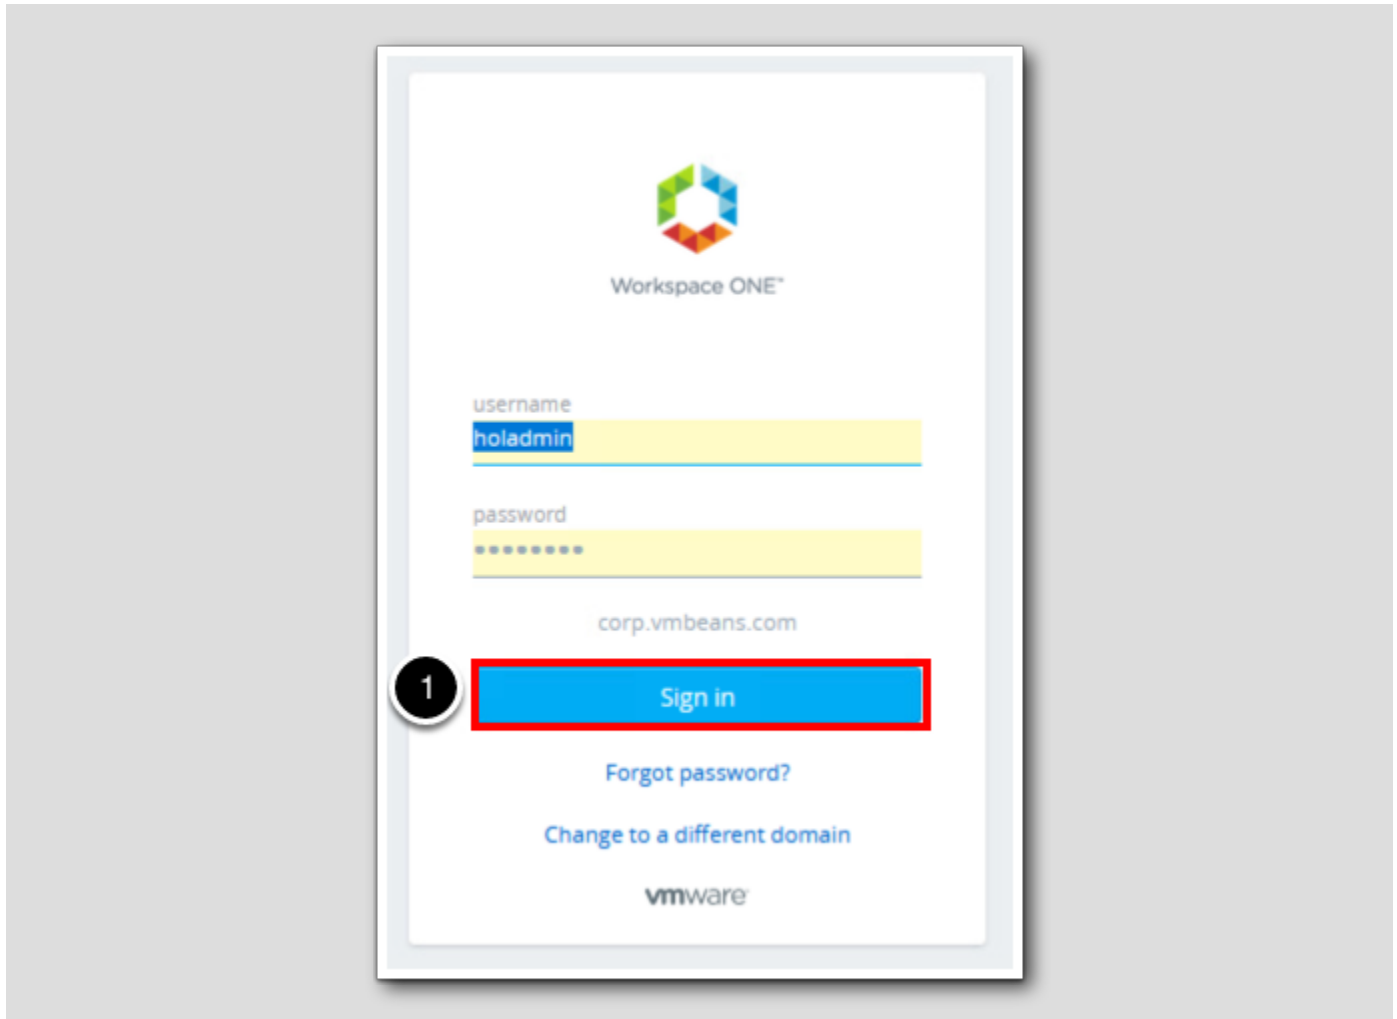 Workspace ONE™
username
holadmin
password
••••••••
corp.vmbeans.com
1
Sign in
Forgot password?
Change to a different domain
vmware